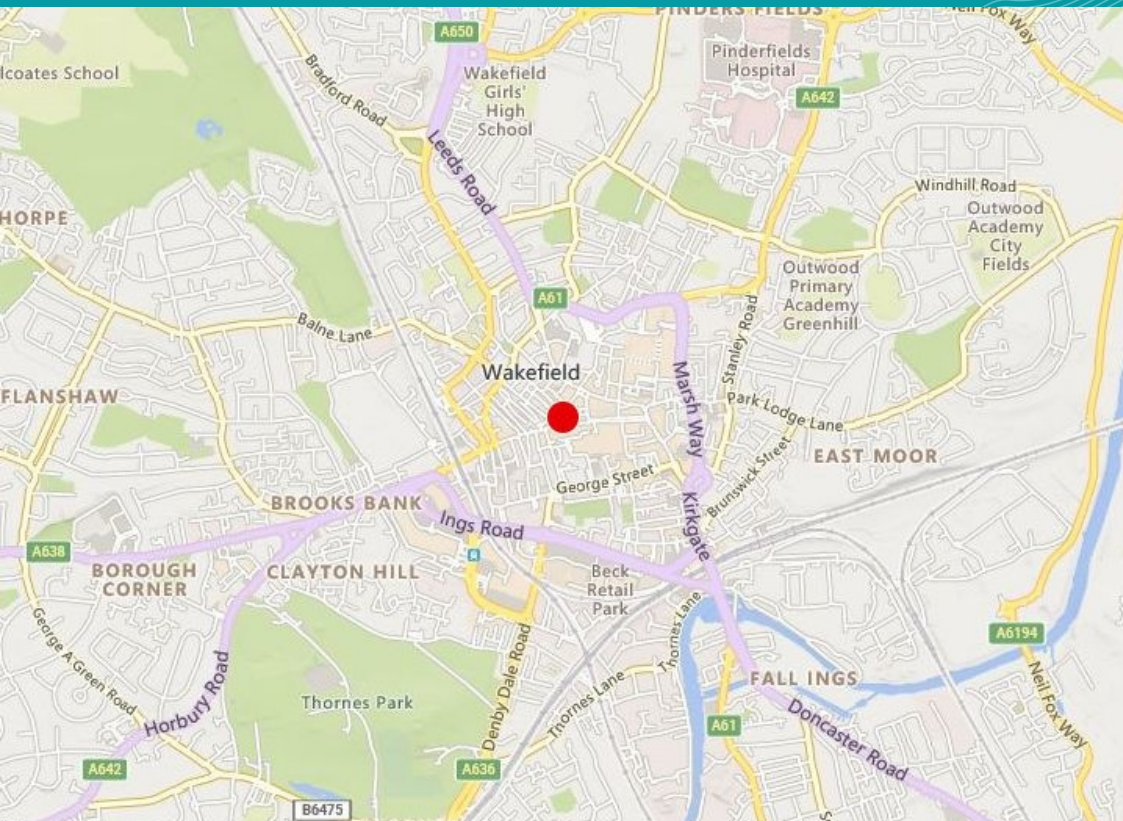 PINDERS FIELDS
Neil Fox Way
A650
Pinderfields
Hospital
lcoates School
Wakefield
Girls'
High
School
Bradford Road
A642
Leeds Road
Windhill Road
HORPE
Outwood
Academy
City
Fields
Outwood
Primary
Academy
Greenhill
A61
Balne Lane
Stanley Road
Wakefield
FLANSHAW
Marsh Way
Park Lodge Lane
EAST MOOR
George Street
Brunswick Street
BROOKS BANK
Kirkgate
Ings Road
A638
BOROUGH
CORNER
CLAYTON HILL
Beck
Retail
Park
George A Green Road
Thornes Lane
A6194
Horbury Road
Denby Dale Road
Thornes Lane
FALL INGS
Neil Fox Way
Thornes Park
A61
Doncaster Road
A642
A636
B6475